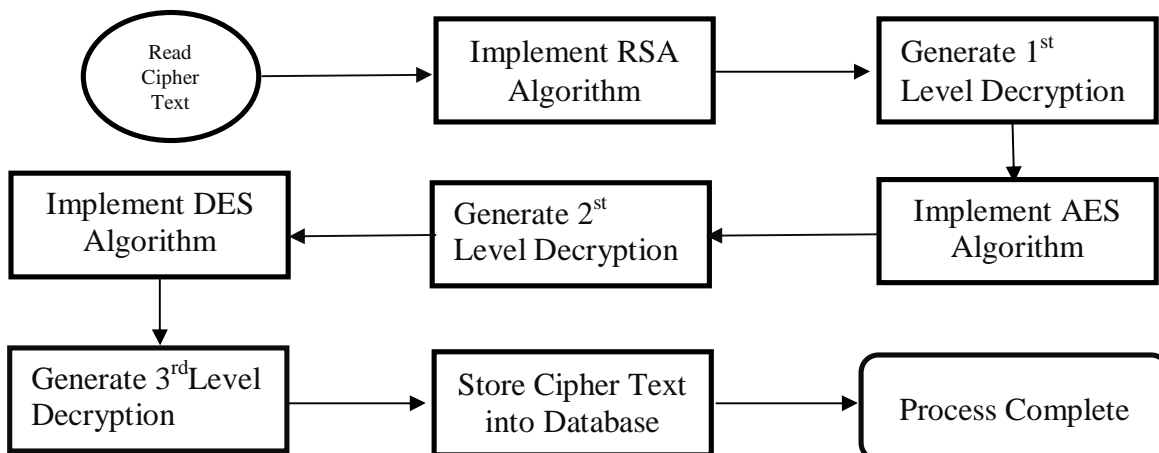 Read
Cipher
Text
Implement RSA
Algorithm
Generate 1st
Level Decryption
Implement AES
Algorithm
Generate 2st
Level Decryption
Implement DES
Algorithm
Generate 3rdLevel
Decryption
Store Cipher Text
into Database
Process Complete